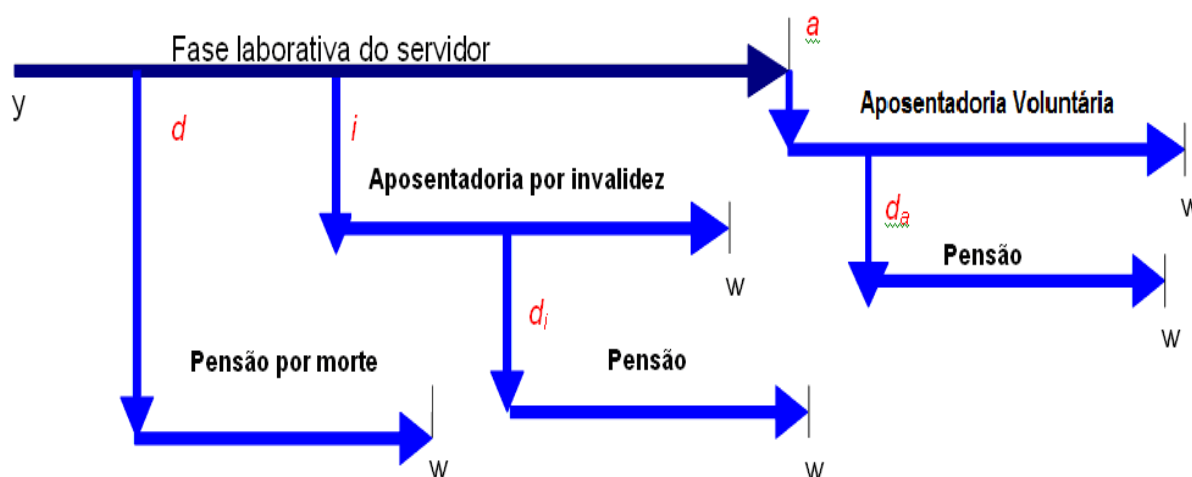 a
Fase laborativa do servidor
y
Aposentadoria Voluntária
d
i
Aposentadoria por invalidez
w
da
Pensão
w
di
w
Pensão por morte
Pensão
w
w